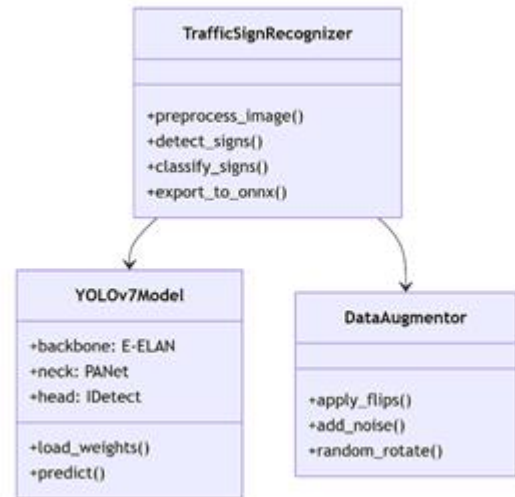 TrafficSignRecognizer
+preprocess_image()
+detect_signs()
+classify_signs()
+export_to_onnx()
YOLOv7Model
+backbone: E-ELAN
+neck: PANet
+head: IDetect
+load_weights()
+predict()
DataAugmentor
+apply_flips()
+add_noise()
+random_rotate()